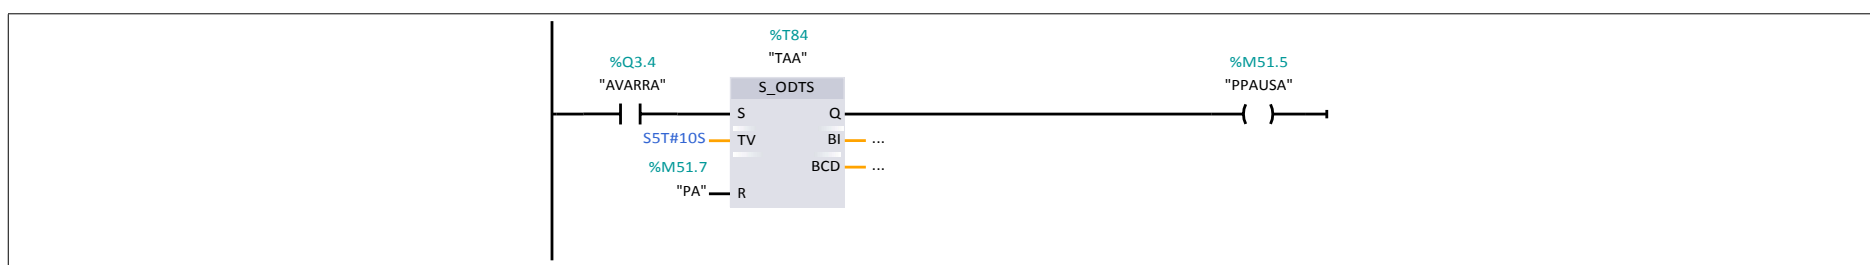 %T84
"TAA"
%Q3.4
"AVARRA"
%M51.5
"PPAUSA"
S_ODTS
S Q
S5T#10S TV BI ...
%M51.7 BCD ...
"PA" R